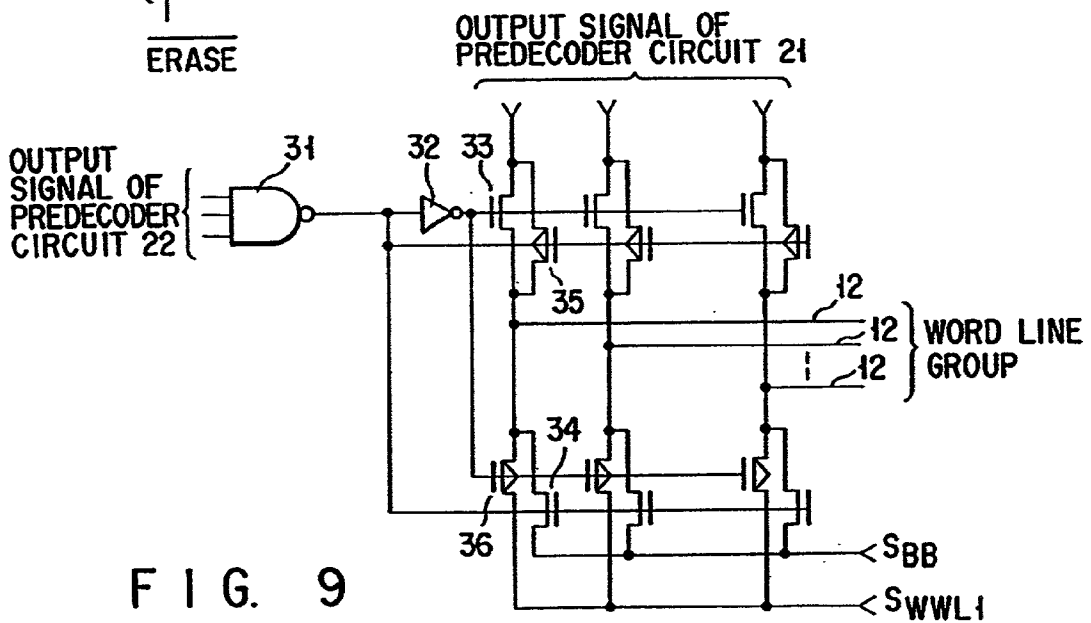 ERASE
OUTPUT SIGNAL OF
PREDECODER CIRCUIT 21
OUTPUT
SIGNAL OF
PREDECODER
CIRCUIT 22
31
32
33
35
12
12
12
WORD LINE
GROUP
34
36
SBB
SWWL1
FIG. 9